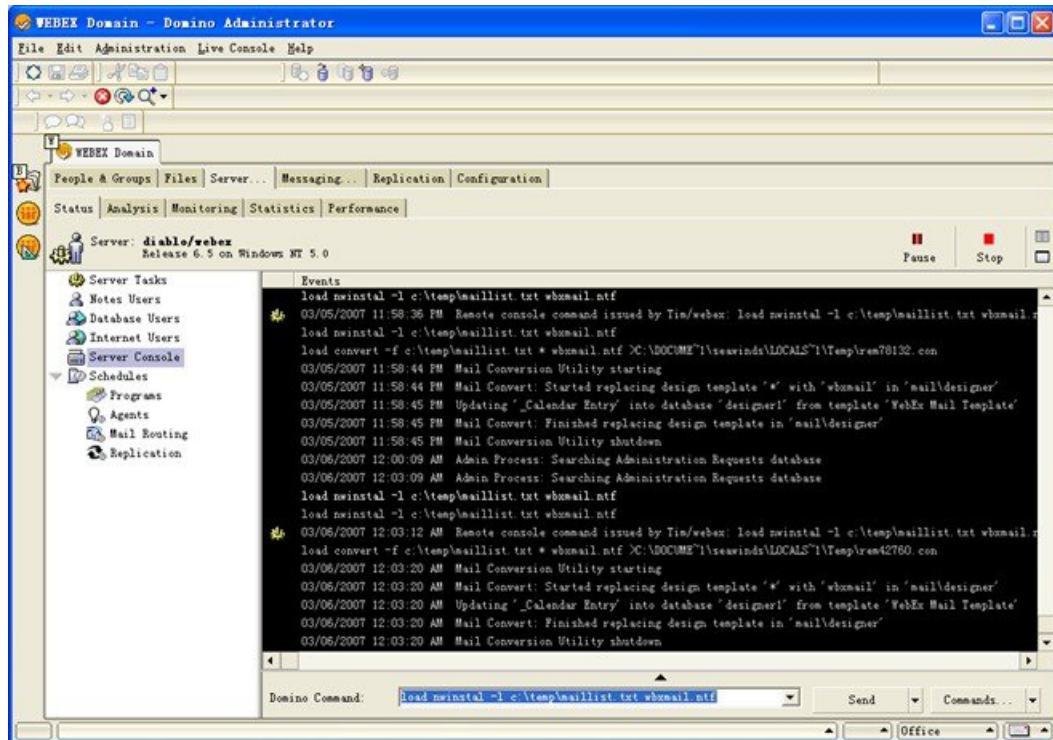 WEBEX Domain - Domino Administrator
File Edit Administration Live Console Help
WEBEX Domain
People & Groups Files Server... Messaging... Replication Configuration
Status Analysis Monitoring Statistics Performance
Server: diablo/webex
Release 6.5 on Windows NT 5.0
Pause Stop
Server Tasks
Notes Users
Database Users
Internet Users
Server Console
Schedules
Programs
Agents
Mail Routing
Replication
Events
load nwinstal -l c:\temp\maillist.txt wbxmail.ntf
03/05/2007 11:58:36 PM Remote console command issued by Tim/webex: load nwinstal -l c:\temp\maillist.txt wbxmail.
load nwinstal -l c:\temp\maillist.txt wbxmail.ntf
load convert -f c:\temp\maillist.txt * wbxmail.ntf >C:\DOCUME~1\seawinds\LOCALS~1\Temp\rem78132.con
03/05/2007 11:58:44 PM Mail Conversion Utility starting
03/05/2007 11:58:44 PM Mail Convert: Started replacing design template '*' with 'wbxmail' in 'mail\designer'
03/05/2007 11:58:45 PM Updating '_Calendar Entry' into database 'designer1' from template 'WebEx Mail Template'
03/05/2007 11:58:45 PM Mail Convert: Finished replacing design template in 'mail\designer'
03/05/2007 11:58:45 PM Mail Conversion Utility shutdown
03/06/2007 12:00:09 AM Admin Process: Searching Administration Requests database
03/06/2007 12:03:09 AM Admin Process: Searching Administration Requests database
load nwinstal -l c:\temp\maillist.txt wbxmail.ntf
load nwinstal -l c:\temp\maillist.txt wbxmail.ntf
03/06/2007 12:03:12 AM Remote console command issued by Tim/webex: load nwinstal -l c:\temp\maillist.txt wbxmail.
load convert -f c:\temp\maillist.txt * wbxmail.ntf >C:\DOCUME~1\seawinds\LOCALS~1\Temp\rem42760.con
03/06/2007 12:03:20 AM Mail Conversion Utility starting
03/06/2007 12:03:20 AM Mail Convert: Started replacing design template '*' with 'wbxmail' in 'mail\designer'
03/06/2007 12:03:20 AM Updating '_Calendar Entry' into database 'designer1' from template 'WebEx Mail Template'
03/06/2007 12:03:20 AM Mail Convert: Finished replacing design template in 'mail\designer'
03/06/2007 12:03:20 AM Mail Conversion Utility shutdown
Domino Command: load nwinstal -l c:\temp\maillist.txt wbxmail.ntf Send Commands...
Office